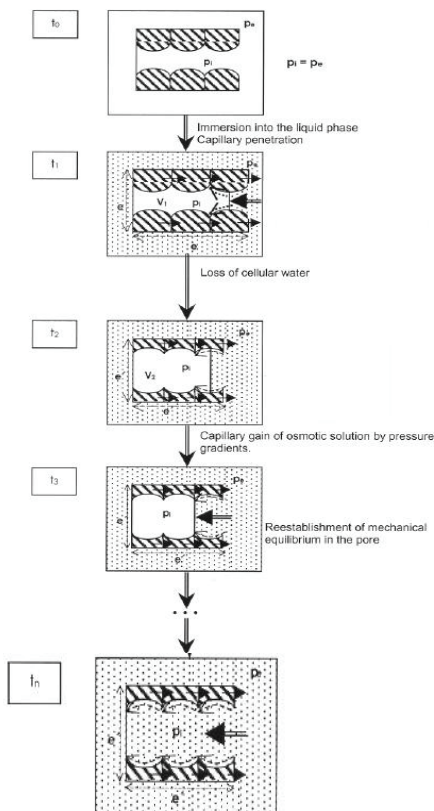 t₀
pₑ
pᵢ
pᵢ = pₑ
Immersion into the liquid phase
Capillary penetration
t₁
pₑ
e'
V₁
pᵢ
e'
Loss of cellular water
t₂
pₑ
e'
V₂
pᵢ
e'
Capillary gain of osmotic solution by pressure
gradients.
t₃
pₑ
e'
pᵢ
e'
Reestablishment of mechanical
equilibrium in the pore
...
tₙ
pₑ
e'
pᵢ
e'